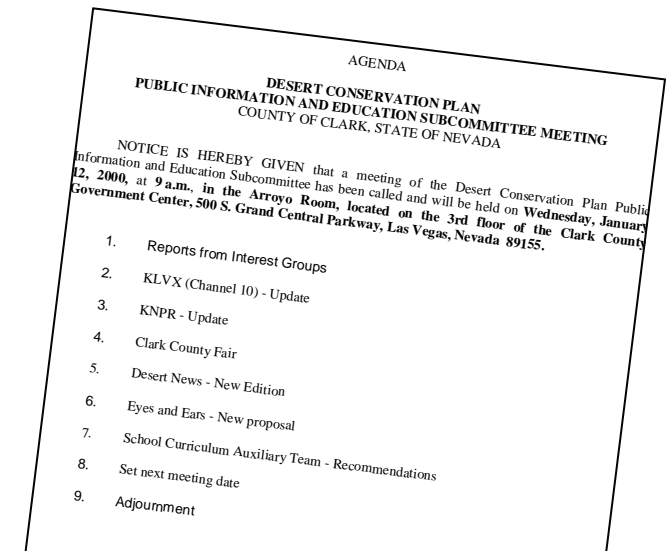 AGENDA
DESERT CONSERVATION PLAN
PUBLIC INFORMATION AND EDUCATION SUBCOMMITTEE MEETING
COUNTY OF CLARK, STATE OF NEVADA
NOTICE IS HEREBY GIVEN that a meeting of the Desert Conservation Plan Public
Information and Education Subcommittee has been called and will be held on Wednesday, January
12, 2000, at 9 a.m., in the Arroyo Room, located on the 3rd floor of the Clark County
Government Center, 500 S. Grand Central Parkway, Las Vegas, Nevada 89155.
1. Reports from Interest Groups
2. KLVX (Channel 10) - Update
3. KNPR - Update
4. Clark County Fair
5. Desert News - New Edition
6. Eyes and Ears - New proposal
7. School Curriculum Auxiliary Team - Recommendations
8. Set next meeting date
9. Adjournment